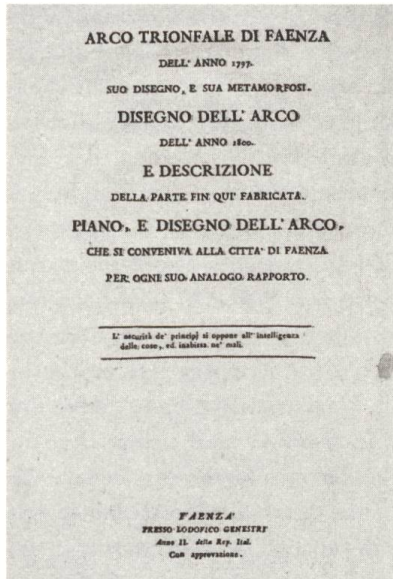 ARCO TRIONFALE DI FAENZA
DELL' ANNO 1797.
SUO DISEGNO, E SUA METAMORFOSI.
DISEGNO DELL' ARCO
DELL' ANNO 1800.
E DESCRIZIONE
DELLA PARTE FIN QUI' FABRICATA.
PIANO, E DISEGNO DELL' ARCO,
CHE SI CONVENIVA ALLA CITTA' DI FAENZA
PER OGNI SUO ANALOGO RAPPORTO.
L' oscurità de' principj si oppone all' intelligenza
delle cose, ed inabissa ne' mali.
FAENZA
PRESSO LODOVICO GENESTRI
Anno II. della Rep. Ital.
Con approvazione.